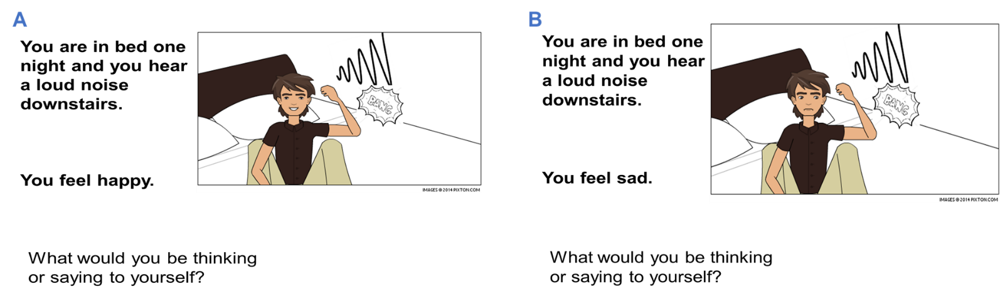 A
You are in bed one
night and you hear
a loud noise
downstairs.
BANG
You feel happy.
IMAGES © 2014 PIXTON.COM
What would you be thinking
or saying to yourself?
B
You are in bed one
night and you hear
a loud noise
downstairs.
BANG
You feel sad.
IMAGES © 2014 PIXTON.COM
What would you be thinking
or saying to yourself?